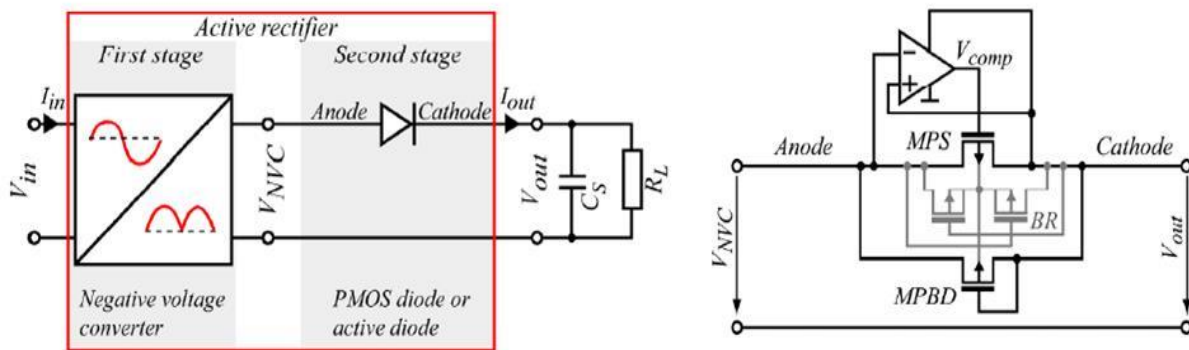 Active rectifier
First stage
Second stage
I_in
Anode
Cathode
I_out
V_in
V_NVC
V_out
C_S
R_L
Negative voltage
converter
PMOS diode or
active diode
−
+
V_comp
MPS
Anode
Cathode
BR
V_NVC
V_out
MPBD